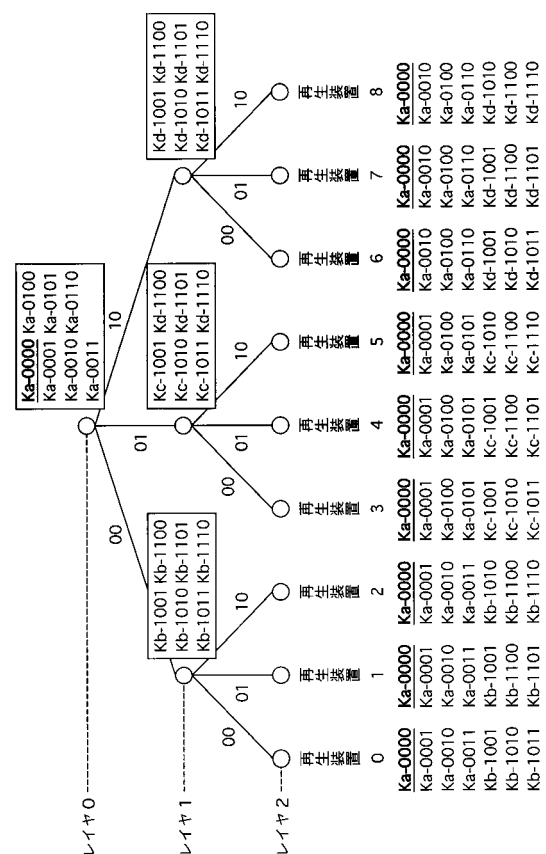 Ka-0000 Ka-0100
Ka-0001 Ka-0101
Ka-0010 Ka-0110
Ka-0011
レイヤ0
00
01
10
Kb-1001 Kb-1100
Kb-1010 Kb-1101
Kb-1011 Kb-1110
Kc-1001 Kd-1100
Kc-1010 Kd-1101
Kc-1011 Kd-1110
Kd-1001 Kd-1100
Kd-1010 Kd-1101
Kd-1011 Kd-1110
レイヤ1
00
01
10
00
01
10
00
01
10
レイヤ2
再生装置
0
Ka-0000
Ka-0001
Ka-0010
Ka-0011
Kb-1001
Kb-1010
Kb-1011
再生装置
1
Ka-0000
Ka-0001
Ka-0010
Ka-0011
Kb-1001
Kb-1100
Kb-1101
再生装置
2
Ka-0000
Ka-0001
Ka-0010
Ka-0011
Kb-1010
Kb-1100
Kb-1110
再生装置
3
Ka-0000
Ka-0001
Ka-0100
Ka-0101
Kc-1001
Kc-1010
Kc-1011
再生装置
4
Ka-0000
Ka-0001
Ka-0100
Ka-0101
Kc-1001
Kc-1100
Kc-1101
再生装置
5
Ka-0000
Ka-0001
Ka-0100
Ka-0101
Kc-1010
Kc-1100
Kc-1110
再生装置
6
Ka-0000
Ka-0010
Ka-0100
Ka-0110
Kd-1001
Kd-1010
Kd-1011
再生装置
7
Ka-0000
Ka-0010
Ka-0100
Ka-0110
Kd-1001
Kd-1100
Kd-1101
再生装置
8
Ka-0000
Ka-0010
Ka-0100
Ka-0110
Kd-1010
Kd-1100
Kd-1110